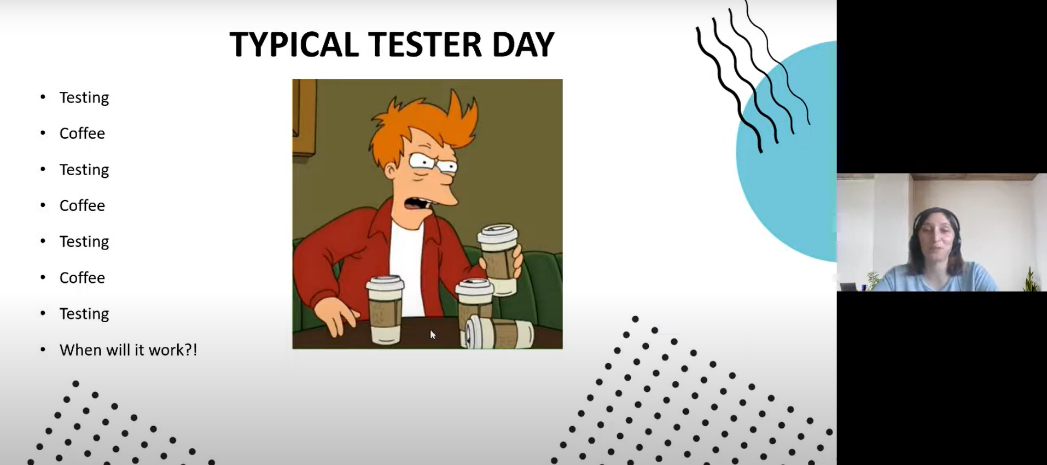 TYPICAL TESTER DAY
Testing
Coffee
Testing
Coffee
Testing
Coffee
Testing
When will it work?!